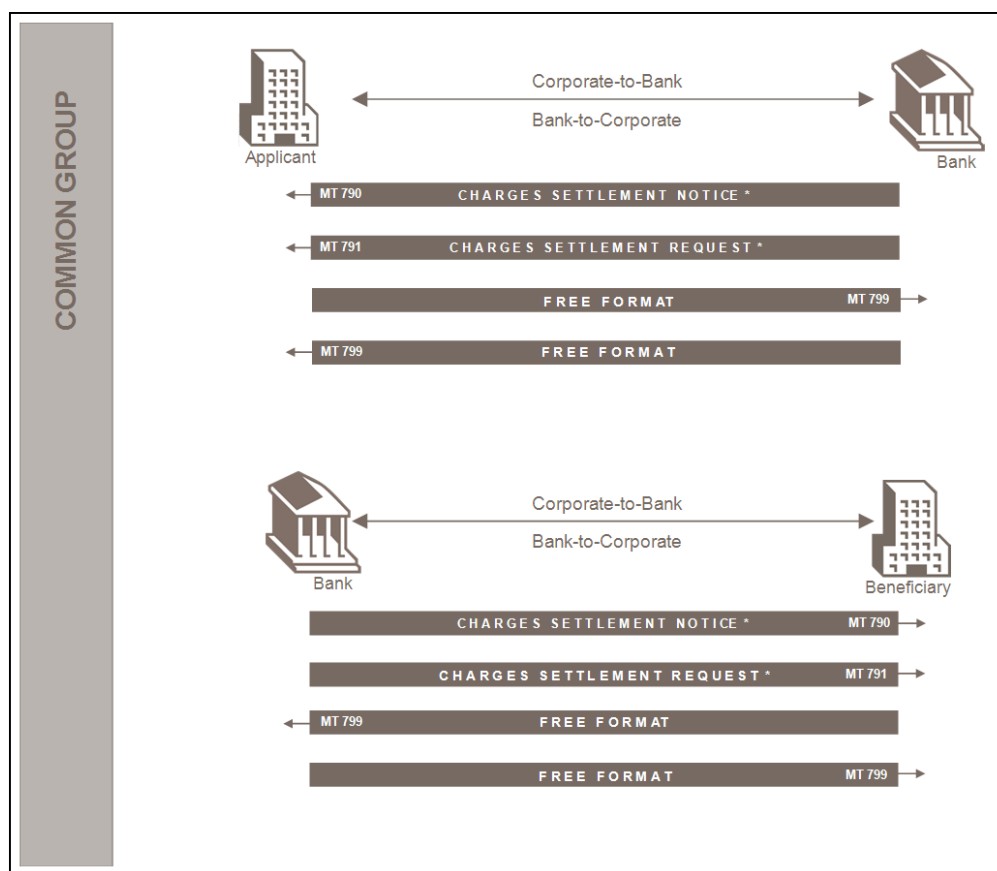 COMMON GROUP
Corporate-to-Bank
Bank-to-Corporate
Applicant
Bank
MT 790 CHARGES SETTLEMENT NOTICE *
MT 791 CHARGES SETTLEMENT REQUEST *
FREE FORMAT MT 799
MT 799 FREE FORMAT
Corporate-to-Bank
Bank-to-Corporate
Bank
Beneficiary
CHARGES SETTLEMENT NOTICE * MT 790
CHARGES SETTLEMENT REQUEST * MT 791
MT 799 FREE FORMAT
FREE FORMAT MT 799